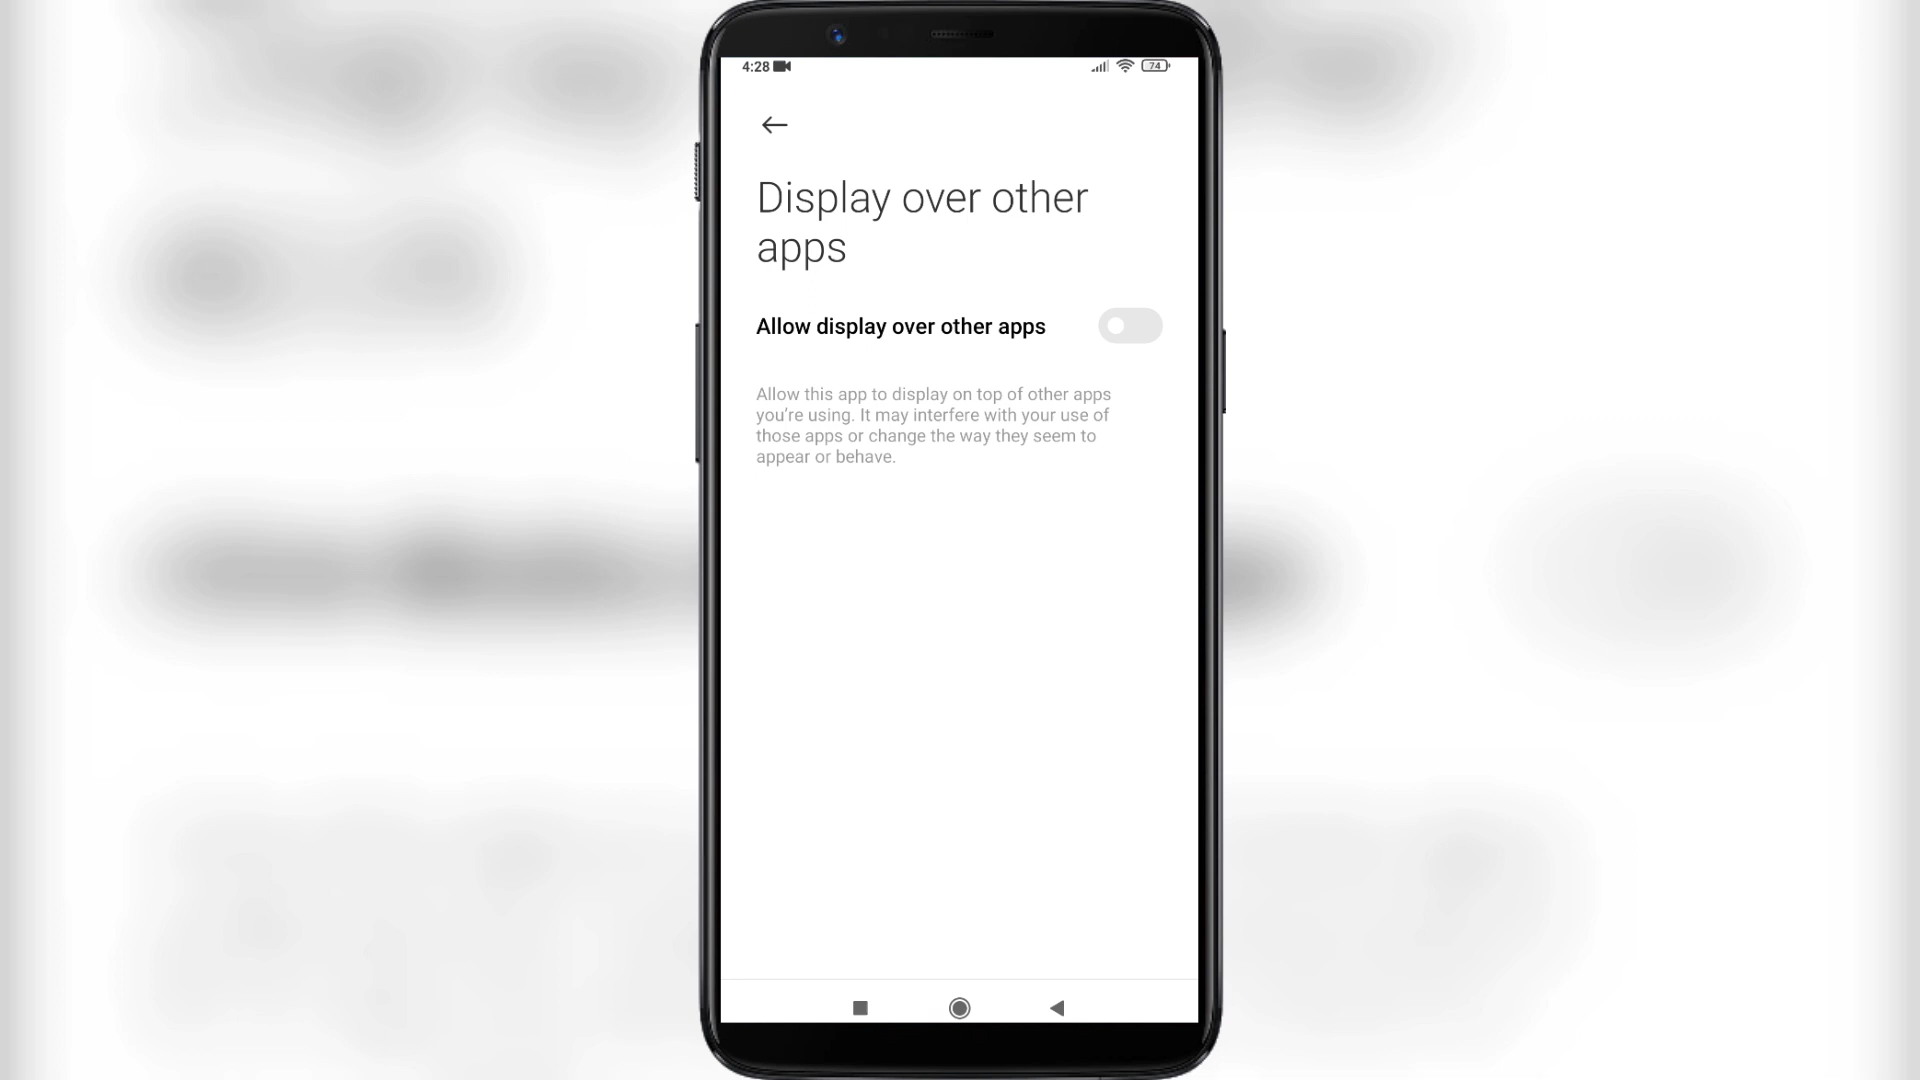 4:28
74
Display over other
apps
Allow display over other apps
Allow this app to display on top of other apps
you’re using. It may interfere with your use of
those apps or change the way they seem to
appear or behave.